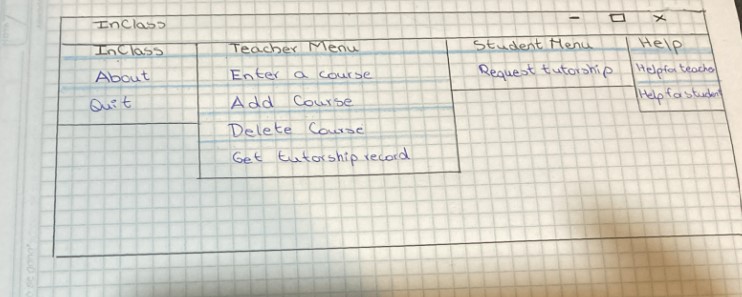 InClass
InClass Teacher Menu Student Menu Help
About Enter a course Request tutorship Help for teacher
Quit Add Course Help for student
Delete Course
Get tutorship record